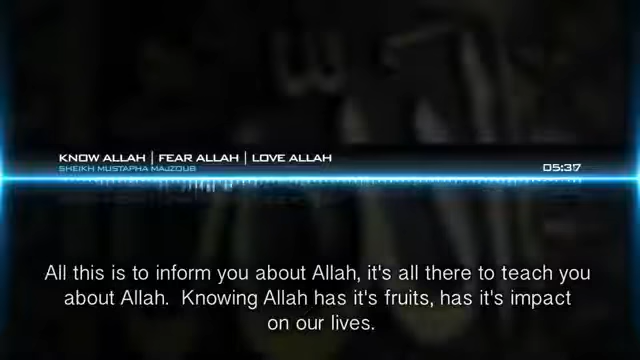 KNOW ALLAH | FEAR ALLAH | LOVE ALLAH
SHEIKH MUSTAPHA MAJZOUB
05:37
All this is to inform you about Allah, it's all there to teach you
about Allah.  Knowing Allah has it's fruits, has it's impact
on our lives.